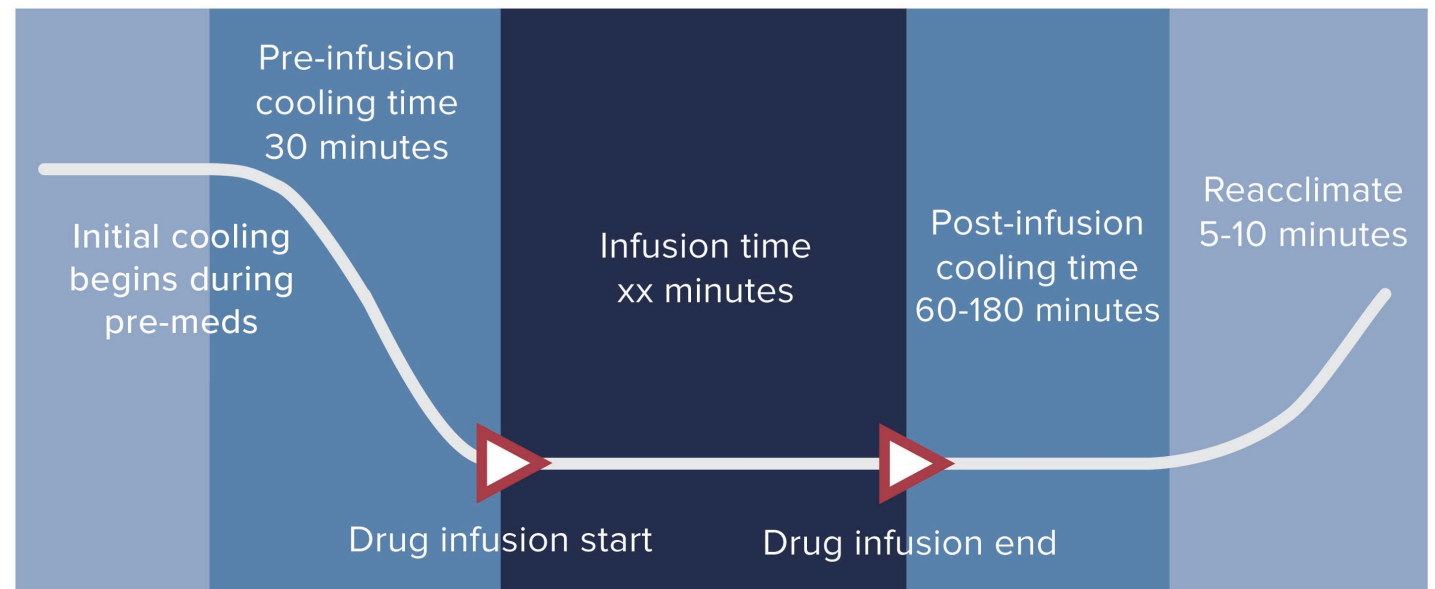 Initial cooling
begins during
pre-meds
Pre-infusion
cooling time
30 minutes
Drug infusion start
Infusion time
xx minutes
Drug infusion end
Post-infusion
cooling time
60-180 minutes
Reacclimate
5-10 minutes